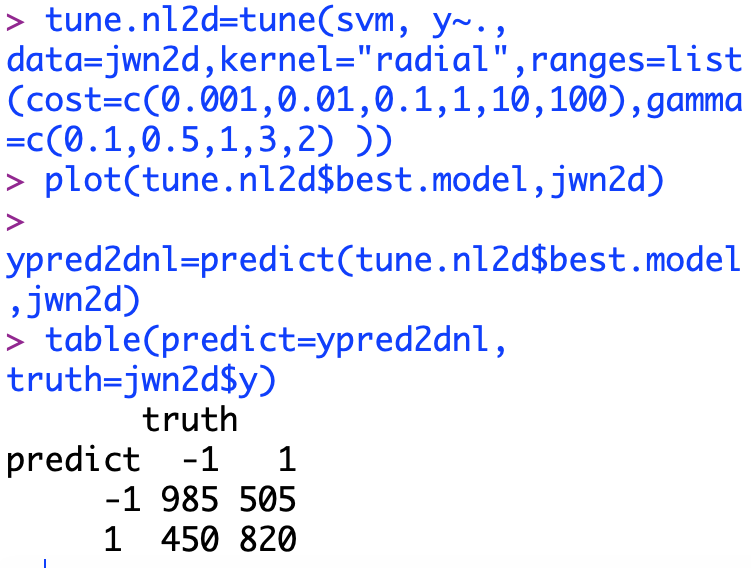 > tune.nl2d=tune(svm, y~.,
data=jwn2d,kernel="radial",ranges=list
(cost=c(0.001,0.01,0.1,1,10,100),gamma
=c(0.1,0.5,1,3,2) ))
> plot(tune.nl2d$best.model,jwn2d)
>
ypred2dnl=predict(tune.nl2d$best.model
,jwn2d)
> table(predict=ypred2dnl,
truth=jwn2d$y)
truth
predict -1 1
-1 985 505
1 450 820